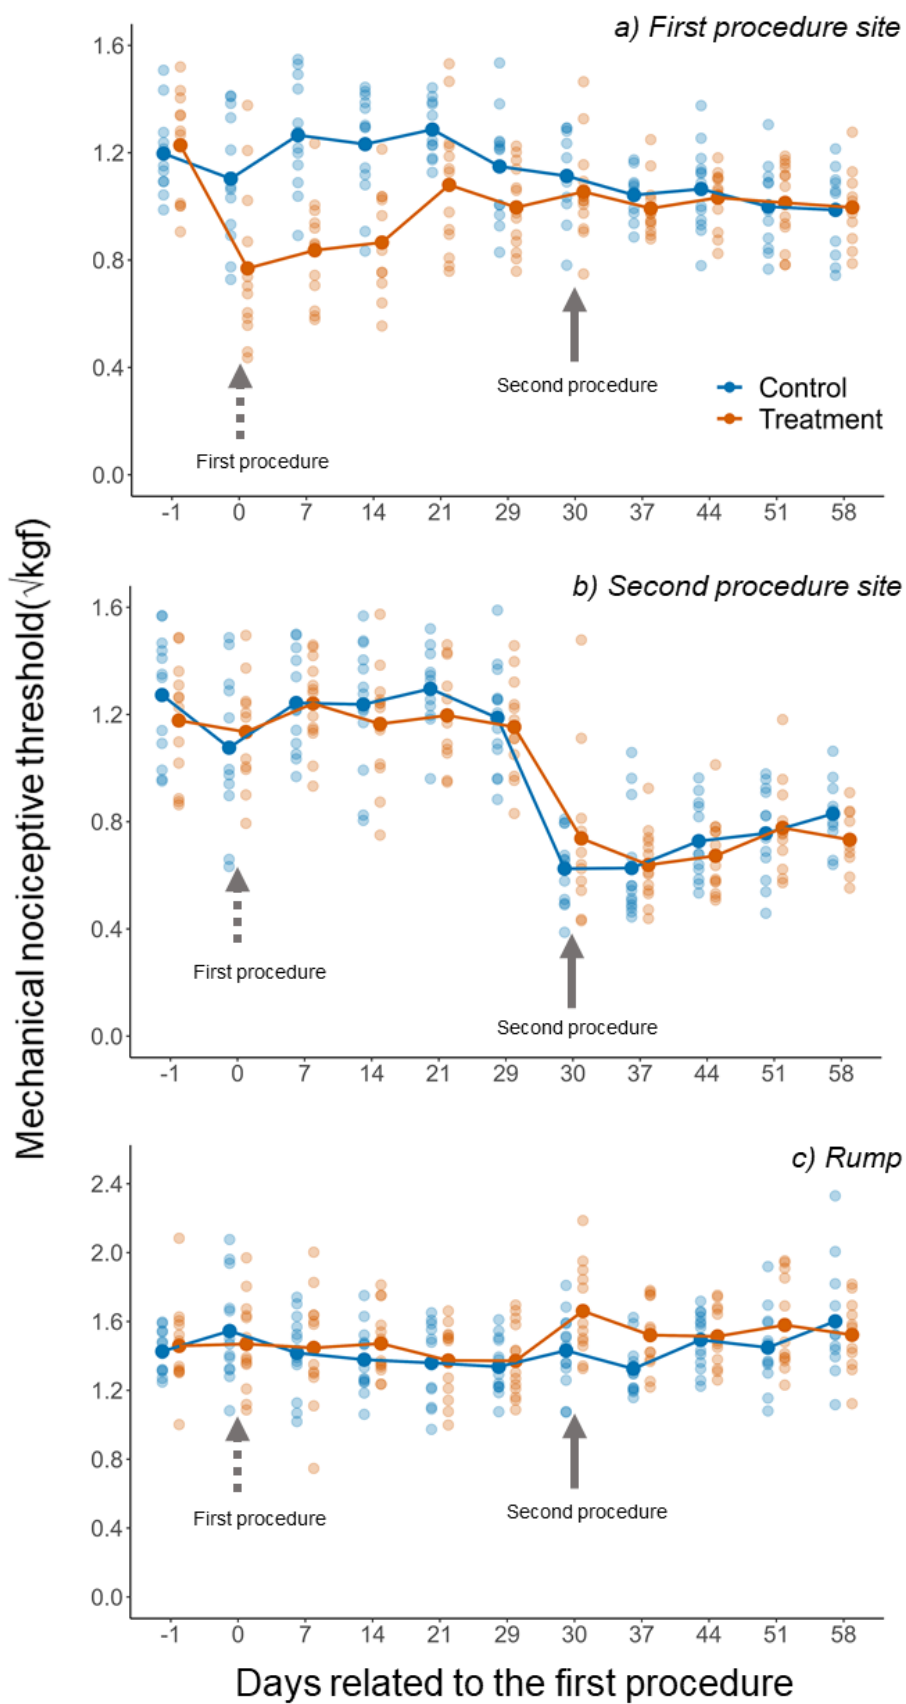 a) First procedure site
1.6
1.2
0.8
0.4
0.0
Second procedure
First procedure
Control
Treatment
-1 0 7 14 21 29 30 37 44 51 58
Mechanical nociceptive threshold(√kgf)
b) Second procedure site
1.6
1.2
0.8
0.4
0.0
First procedure
Second procedure
-1 0 7 14 21 29 30 37 44 51 58
c) Rump
2.4
2.0
1.6
1.2
0.8
0.4
0.0
First procedure
Second procedure
-1 0 7 14 21 29 30 37 44 51 58
Days related to the first procedure